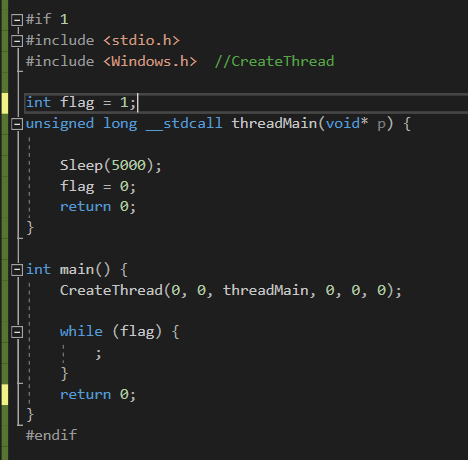 #if 1
#include <stdio.h>
#include <Windows.h>  //CreateThread
int flag = 1;
unsigned long __stdcall threadMain(void* p) {
Sleep(5000);
flag = 0;
return 0;
}
int main() {
CreateThread(0, 0, threadMain, 0, 0, 0);
while (flag) {
;
}
return 0;
}
#endif